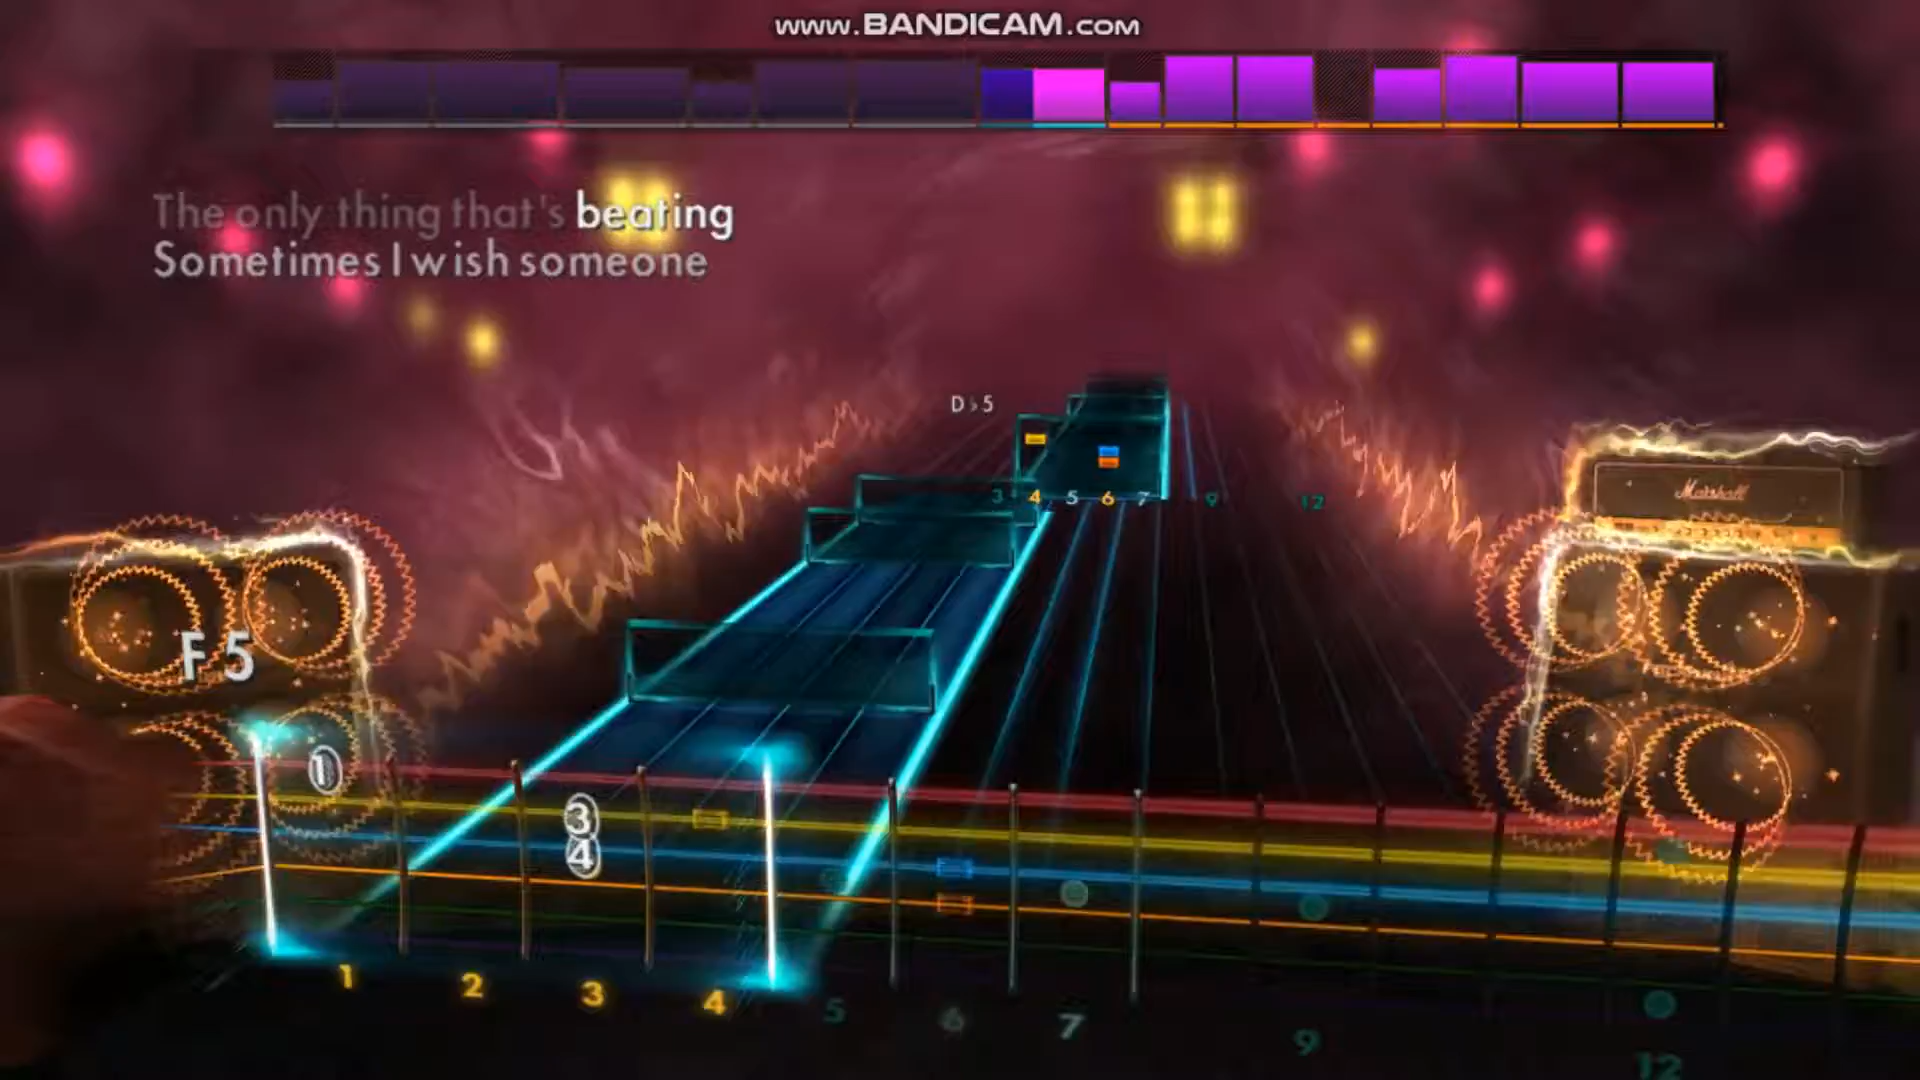 www.BANDICAM.com
The only thing that's beating
Sometimes I wish someone
D♭5
Marshall
3 4 5 6 7 9 12
F5
1
3
4
1 2 3 4 5 6 7 9 12